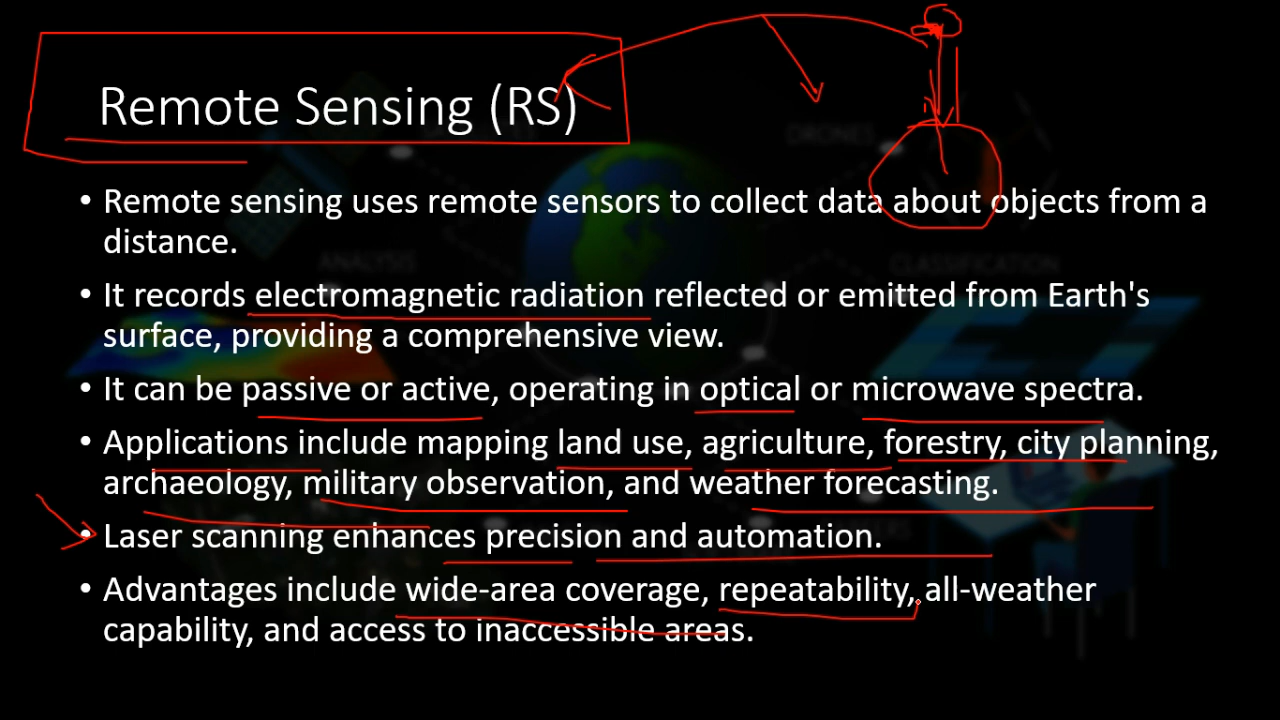 Remote Sensing (RS)
• Remote sensing uses remote sensors to collect data about objects from a
distance.
• It records electromagnetic radiation reflected or emitted from Earth's
surface, providing a comprehensive view.
• It can be passive or active, operating in optical or microwave spectra.
• Applications include mapping land use, agriculture, forestry, city planning,
archaeology, military observation, and weather forecasting.
• Laser scanning enhances precision and automation.
• Advantages include wide-area coverage, repeatability, all-weather
capability, and access to inaccessible areas.
DRONES
ANALYSIS
CLASSIFICATION